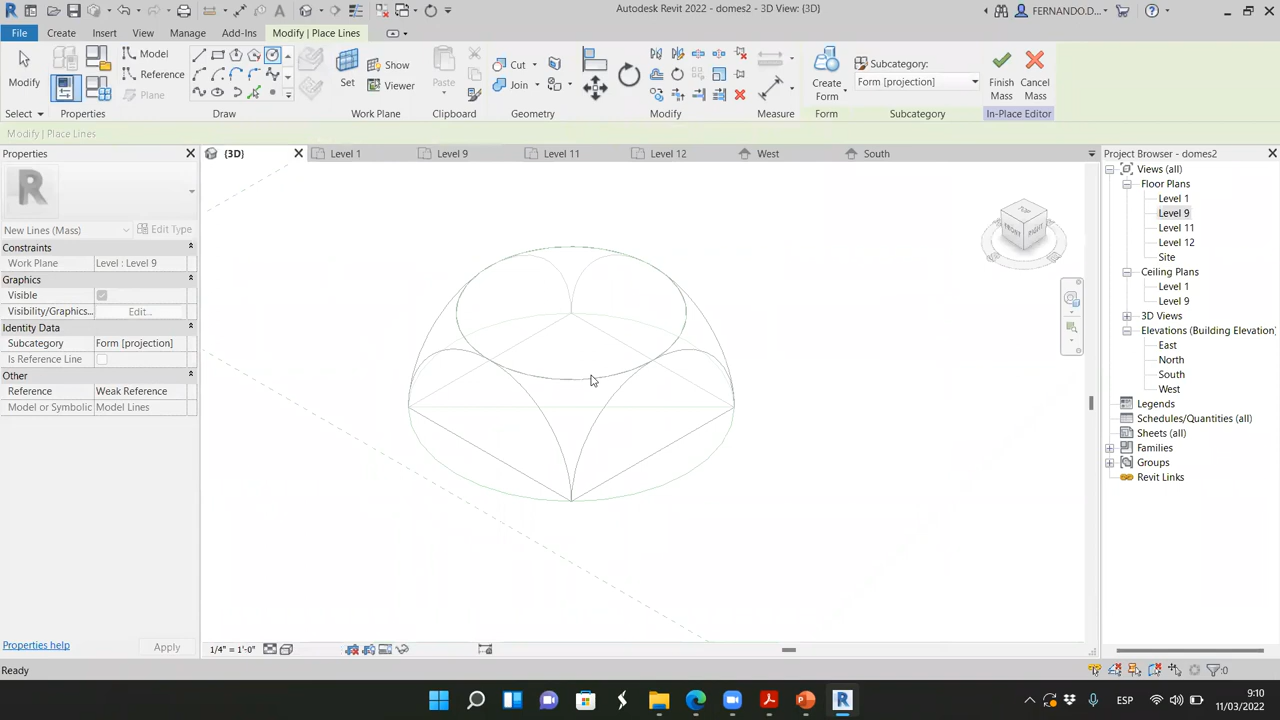 Autodesk Revit 2022 - domes2 - 3D View: {3D}
FERNANDO.D...
File Create Insert View Manage Add-Ins Modify | Place Lines
Modify
Model
Reference
Plane
Set
Show
Viewer
Paste
Cut
Join
Create
Form
Subcategory:
Form [projection]
Finish
Mass
Cancel
Mass
Select Properties Draw Work Plane Clipboard Geometry Modify Measure Form Subcategory In-Place Editor
Modify | Place Lines
Properties
{3D} Level 1 Level 9 Level 11 Level 12 West South
Project Browser - domes2
R
New Lines (Mass) Edit Type
Constraints
Work Plane Level : Level 9
Graphics
Visible
Visibility/Graphics... Edit...
Identity Data
Subcategory Form [projection]
Is Reference Line
Other
Reference Weak Reference
Model or Symbolic Model Lines
TOP
FRONT RIGHT
Views (all)
Floor Plans
Level 1
Level 9
Level 11
Level 12
Site
Ceiling Plans
Level 1
Level 9
3D Views
Elevations (Building Elevation)
East
North
South
West
Legends
Schedules/Quantities (all)
Sheets (all)
Families
Groups
Revit Links
Properties help Apply
1/4" = 1'-0"
Ready
:0
ESP
9:10
11/03/2022